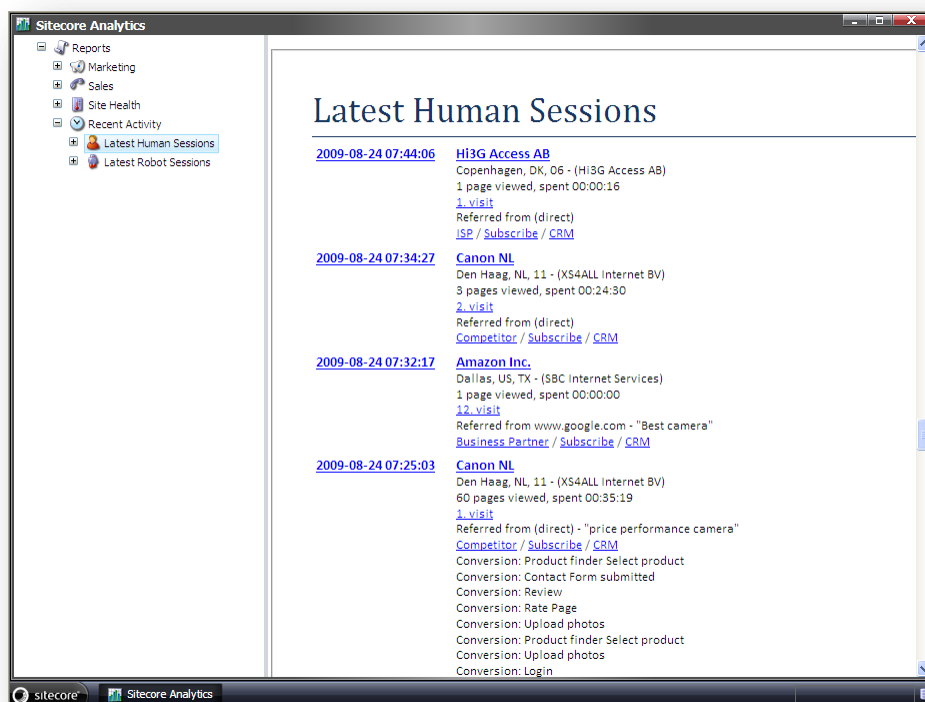 Sitecore Analytics
Reports
Marketing
Sales
Site Health
Recent Activity
Latest Human Sessions
Latest Robot Sessions
Latest Human Sessions
2009-08-24 07:44:06 Hi3G Access AB
Copenhagen, DK, 06 - (Hi3G Access AB)
1 page viewed, spent 00:00:16
1. visit
Referred from (direct)
ISP / Subscribe / CRM
2009-08-24 07:34:27 Canon NL
Den Haag, NL, 11 - (XS4ALL Internet BV)
3 pages viewed, spent 00:24:30
2. visit
Referred from (direct)
Competitor / Subscribe / CRM
2009-08-24 07:32:17 Amazon Inc.
Dallas, US, TX - (SBC Internet Services)
1 page viewed, spent 00:00:00
12. visit
Referred from www.google.com - "Best camera"
Business Partner / Subscribe / CRM
2009-08-24 07:25:03 Canon NL
Den Haag, NL, 11 - (XS4ALL Internet BV)
60 pages viewed, spent 00:35:19
1. visit
Referred from (direct) - "price performance camera"
Competitor / Subscribe / CRM
Conversion: Product finder Select product
Conversion: Contact Form submitted
Conversion: Review
Conversion: Rate Page
Conversion: Upload photos
Conversion: Product finder Select product
Conversion: Upload photos
Conversion: Login
sitecore Sitecore Analytics